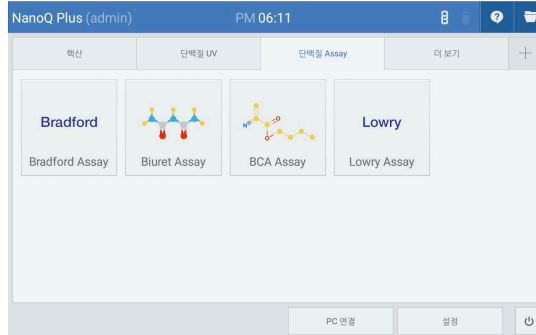 NanoQ Plus (admin) PM 06:11
핵산 단백질 UV 단백질 Assay 더 보기
Bradford Lowry
Bradford Assay Biuret Assay BCA Assay Lowry Assay
PC 연결 설정